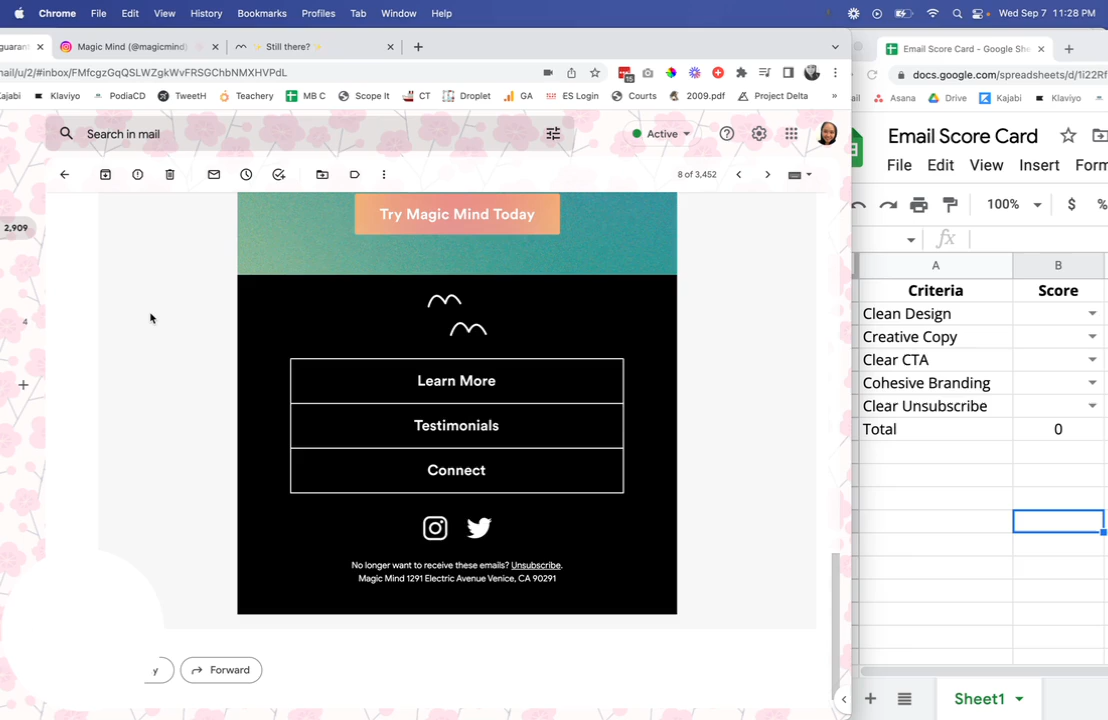 Chrome File Edit View History Bookmarks Profiles Tab Window Help Wed Sep 7 11:28 PM
guarant Magic Mind (@magicmind) Still there? Email Score Card - Google She
ail/u/2/#inbox/FMfcgzGqQSLWZgkWvFRSGChbNMXHVPdL docs.google.com/spreadsheets/d/1i22Rf
Kajabi Klaviyo PodiaCD TweetH Teachery MB C Scope It CT Droplet GA ES Login Courts 2009.pdf Project Delta » ail Asana Drive Kajabi Klaviyo
Search in mail Active
Email Score Card
File Edit View Insert Form
8 of 3,452
100% $ %
2,909
Try Magic Mind Today
fx
A B
Criteria Score
Clean Design
4
Creative Copy
Clear CTA
Learn More
Cohesive Branding
Clear Unsubscribe
Testimonials
Total 0
Connect
No longer want to receive these emails? Unsubscribe.
Magic Mind 1291 Electric Avenue Venice, CA 90291
y Forward
Sheet1